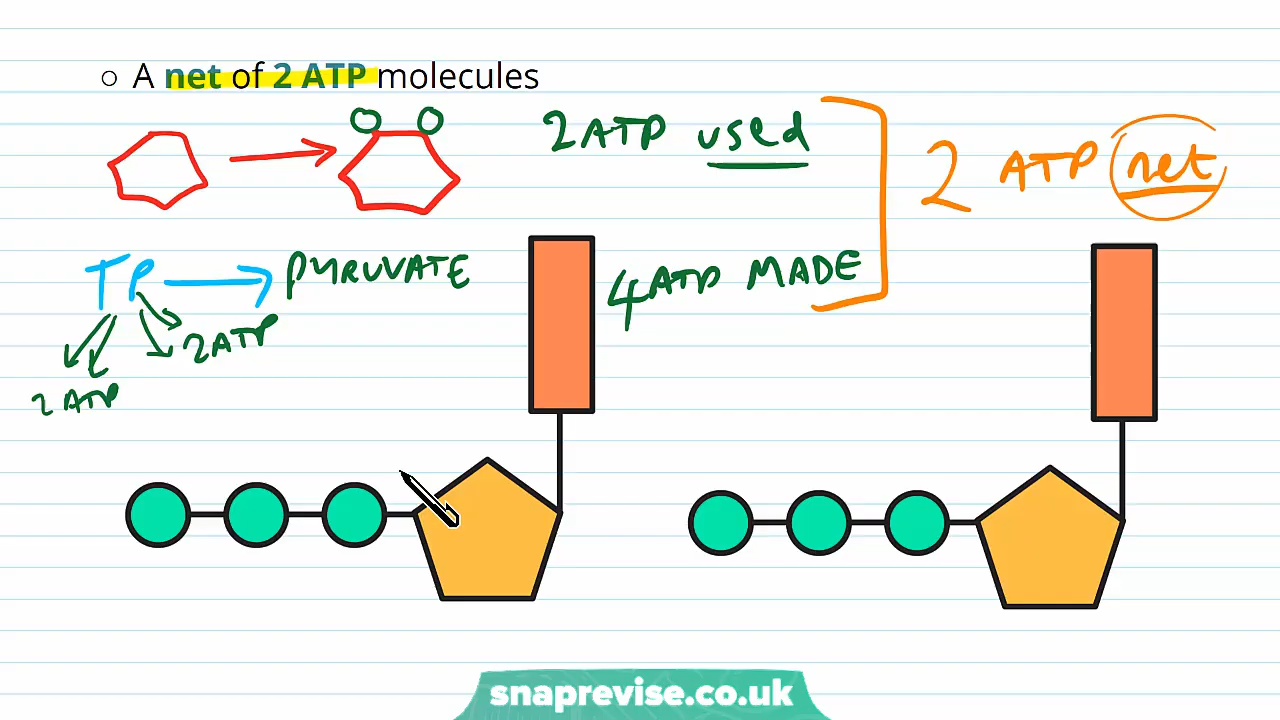 A net of 2 ATP molecules
2ATP used
2 ATP net
TP → PYRUVATE
4ATP MADE
2ATP
2 ATP
snaprevise.co.uk